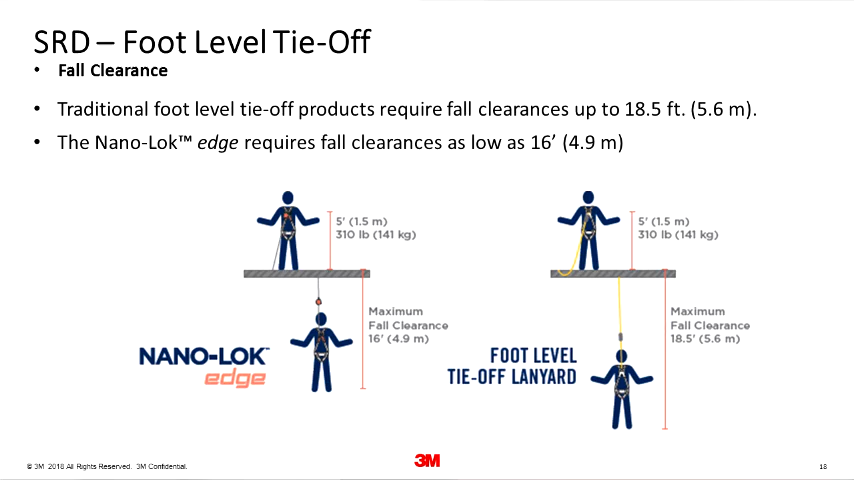 SRD – Foot Level Tie-Off
• Fall Clearance
• Traditional foot level tie-off products require fall clearances up to 18.5 ft. (5.6 m).
• The Nano-Lok™ edge requires fall clearances as low as 16’ (4.9 m)
5' (1.5 m)
310 lb (141 kg)
Maximum
Fall Clearance
16' (4.9 m)
NANO-LOK™
edge
5' (1.5 m)
310 lb (141 kg)
Maximum
Fall Clearance
18.5' (5.6 m)
FOOT LEVEL
TIE-OFF LANYARD
© 3M 2018 All Rights Reserved. 3M Confidential.
3M
18